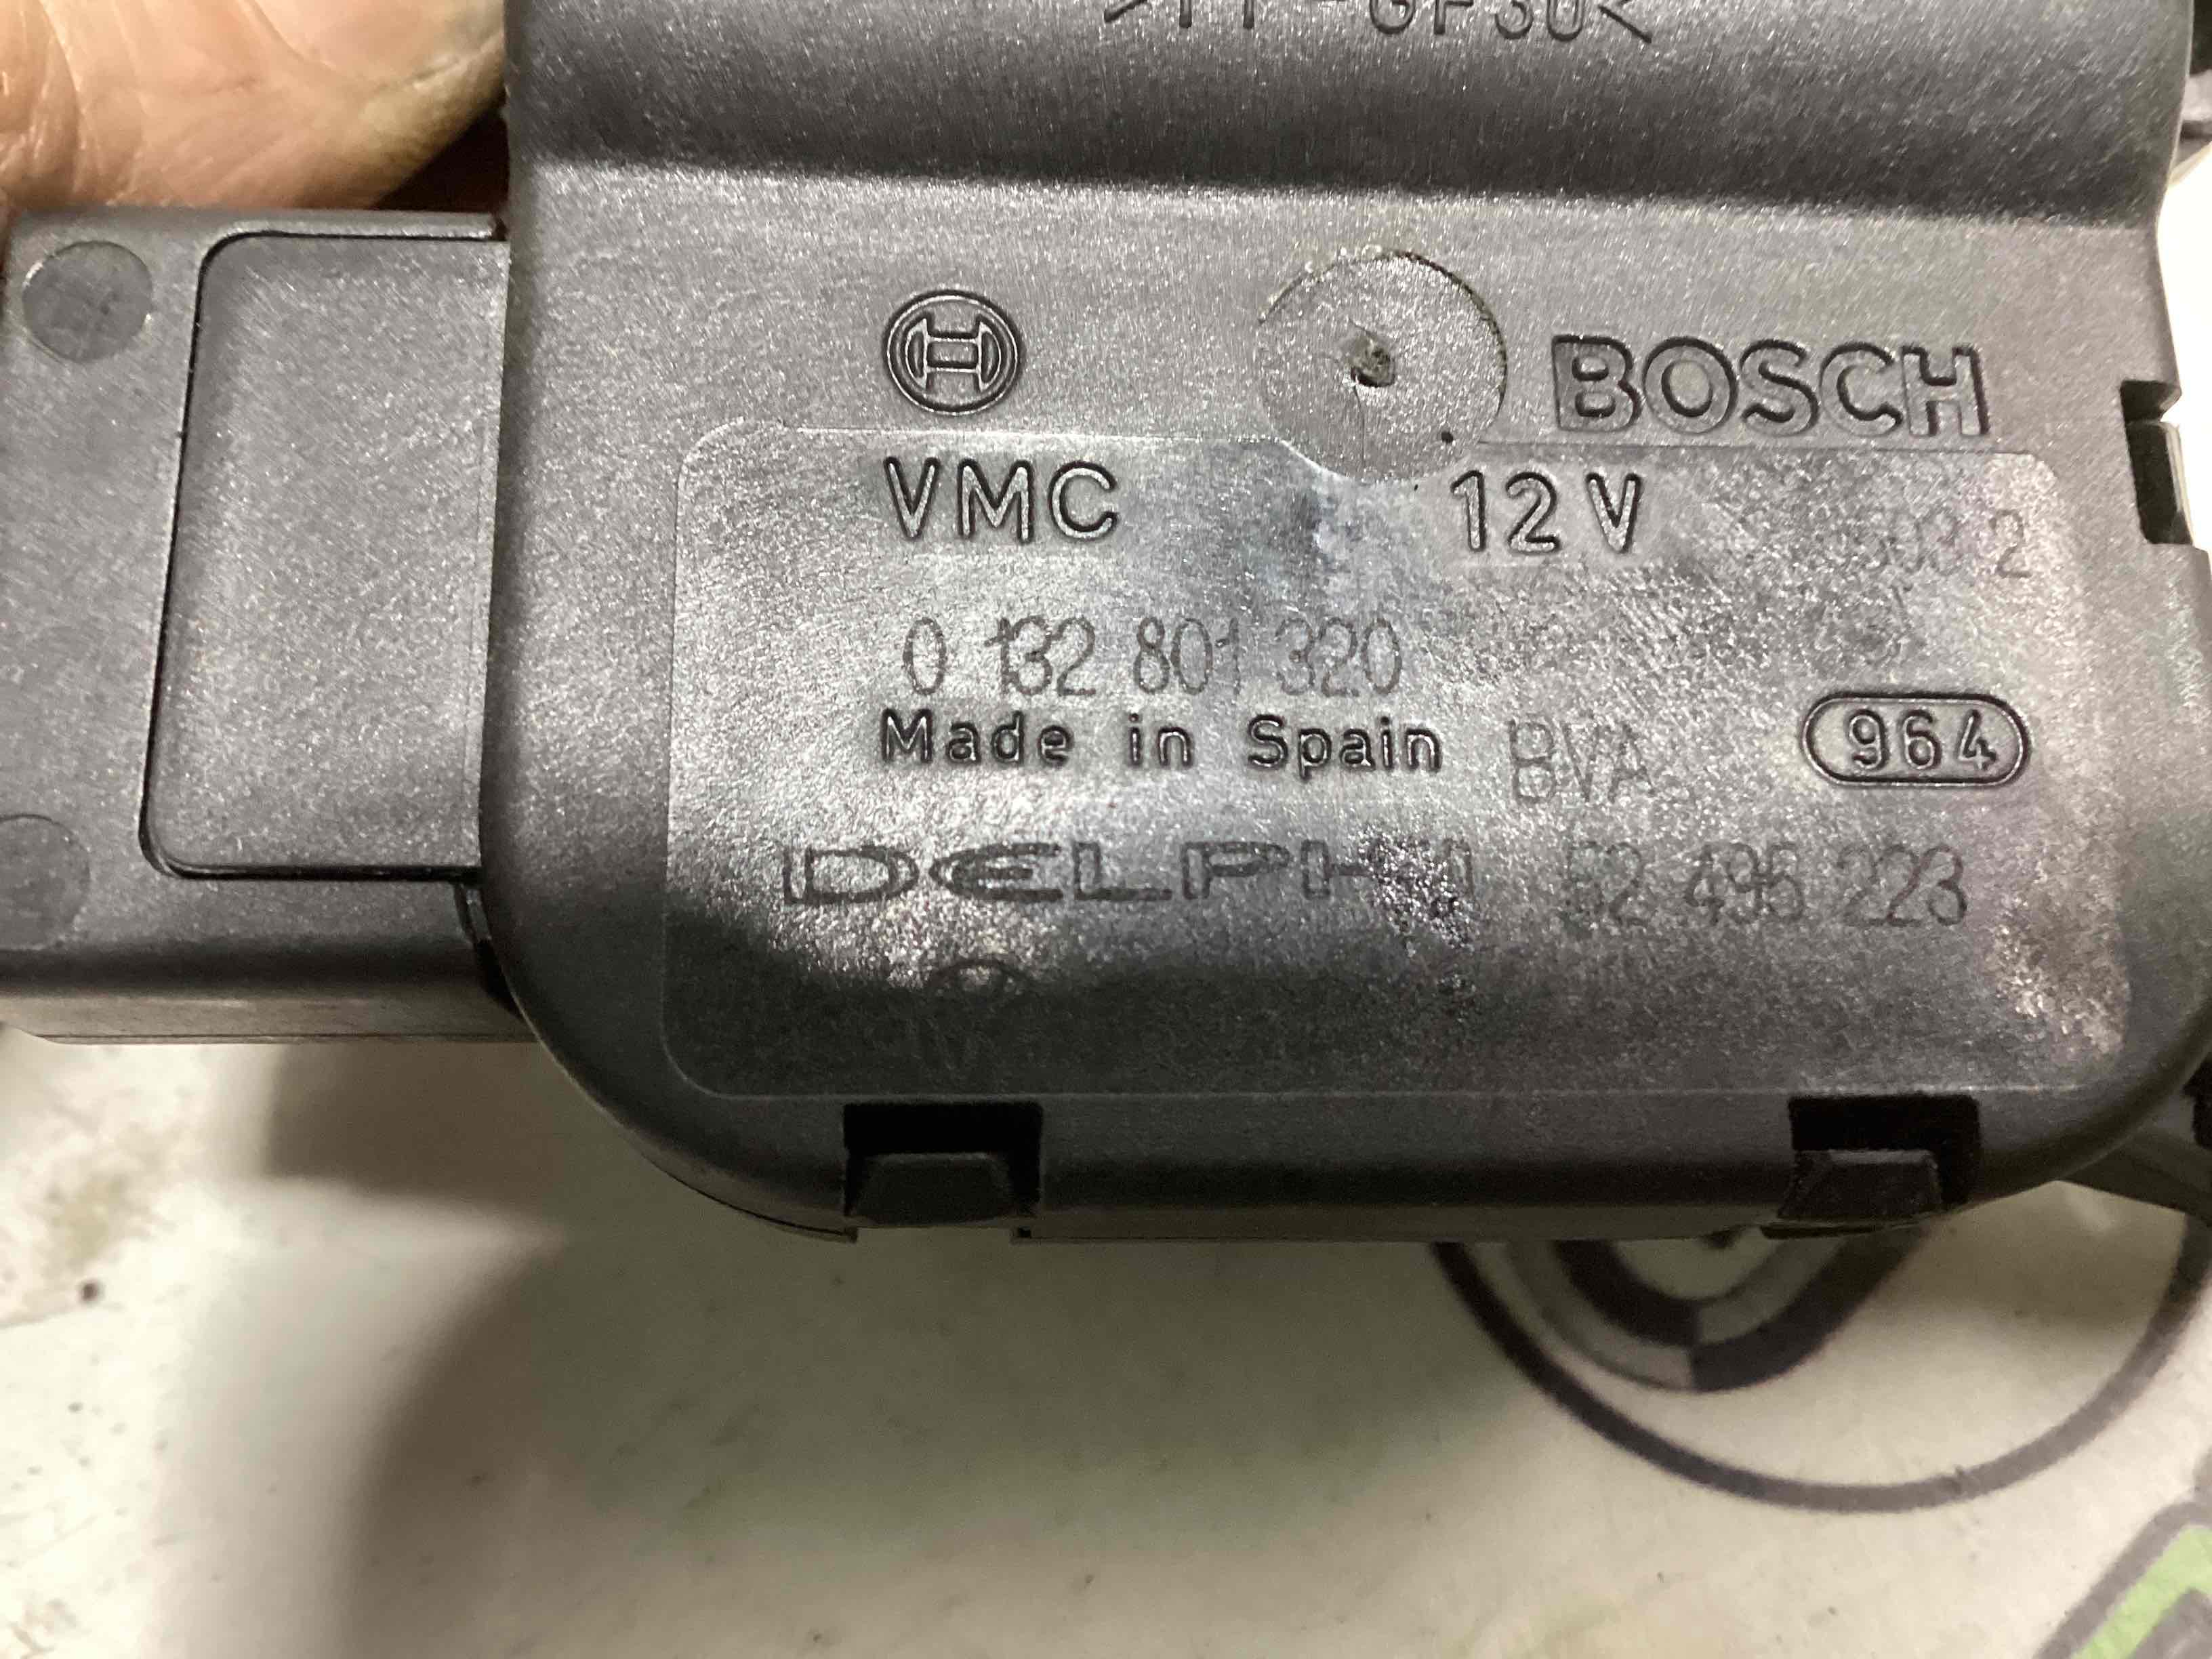 BOSCH
VMC 12V
0 132 801 320
Made in Spain BVA 964
DELPHI 52 495 223